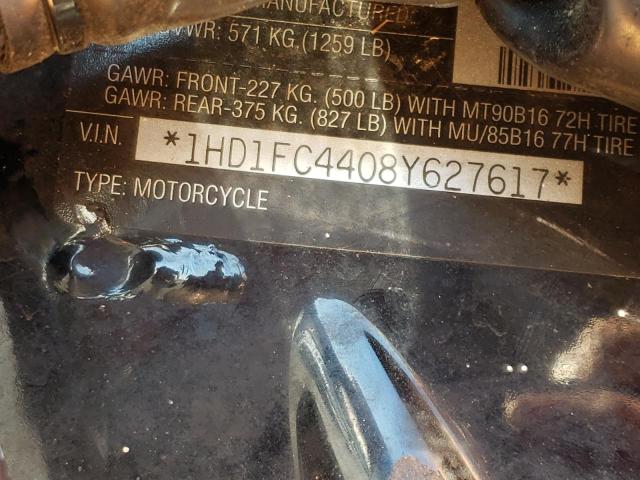 MANUFACTURED:
GVWR: 571 KG.(1259 LB)
GAWR: FRONT-227 KG. (500 LB) WITH MT90B16 72H TIRE
GAWR: REAR-375 KG. (827 LB) WITH MU/85B16 77H TIRE
V.I.N. *1HD1FC4408Y627617*
TYPE: MOTORCYCLE